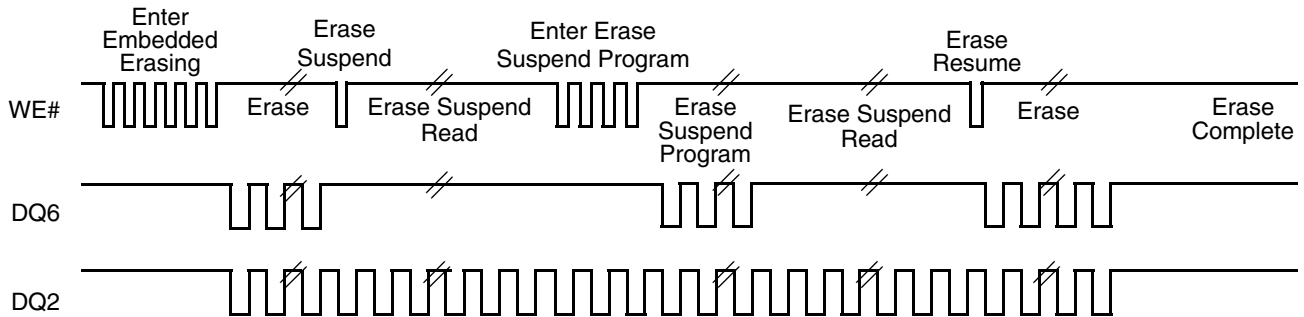 Enter
Embedded
Erasing
Erase
Suspend
Enter Erase
Suspend Program
Erase
Resume
WE#
Erase
Erase Suspend
Read
Erase
Suspend
Program
Erase Suspend
Read
Erase
Erase
Complete
DQ6
DQ2